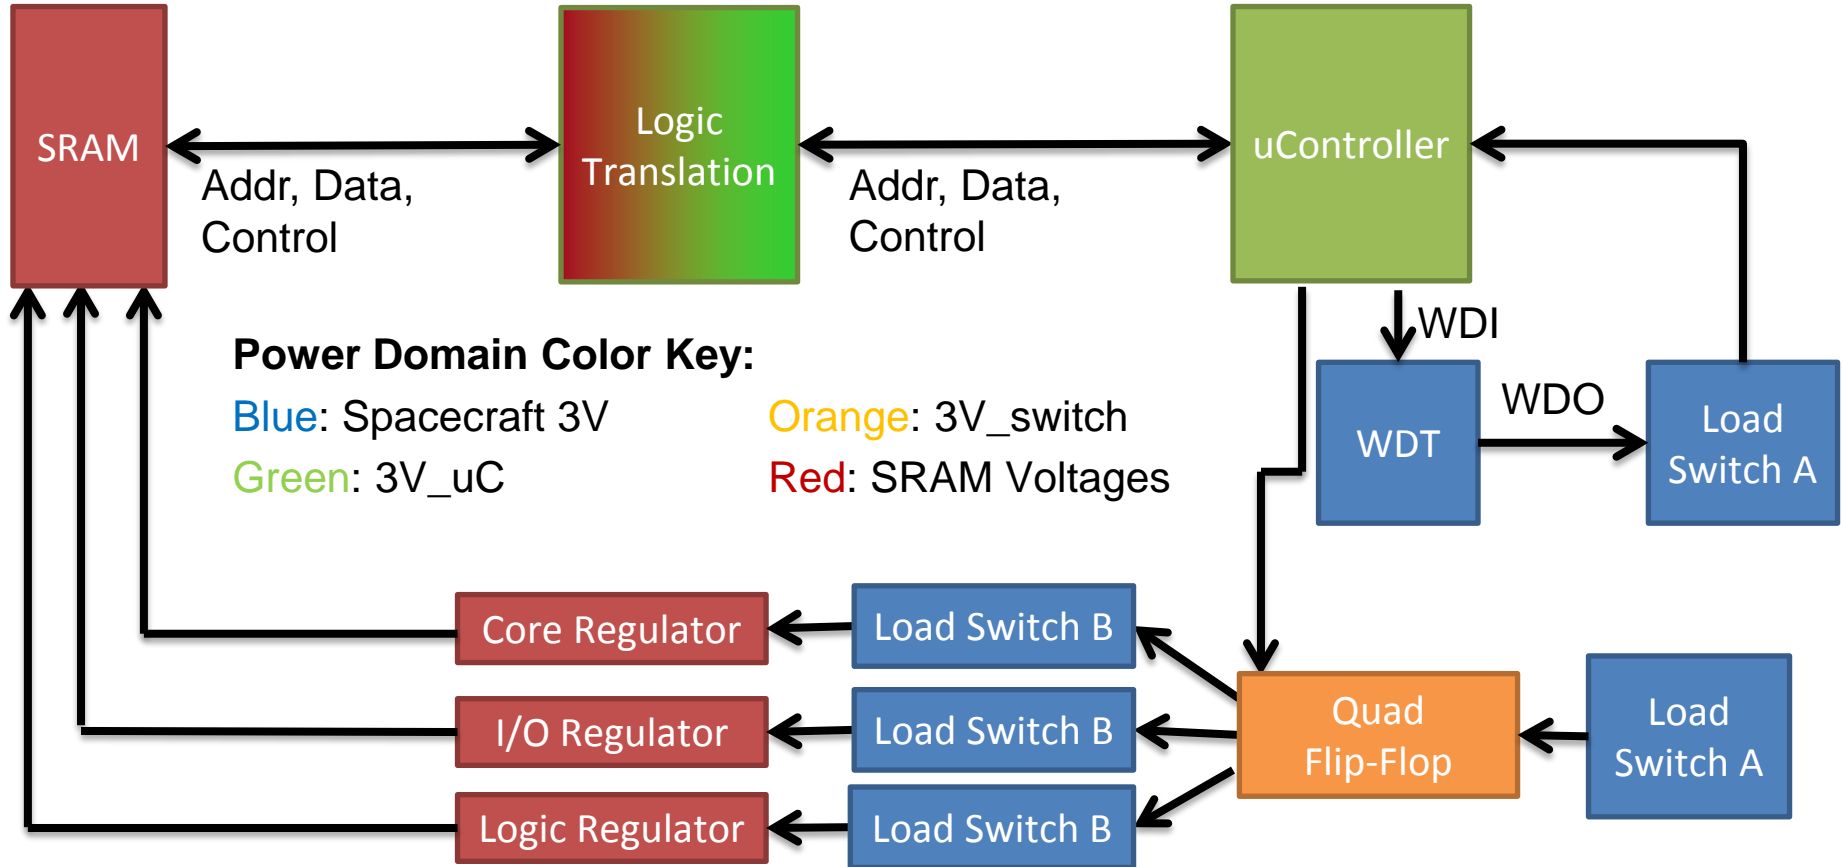 SRAM
Logic
Translation
uController
Addr, Data,
Control
Addr, Data,
Control
WDI
Power Domain Color Key:
Blue: Spacecraft 3V
Orange: 3V_switch
Green: 3V_uC
Red: SRAM Voltages
WDT
WDO
Load
Switch A
Core Regulator
Load Switch B
I/O Regulator
Load Switch B
Logic Regulator
Load Switch B
Quad
Flip-Flop
Load
Switch A